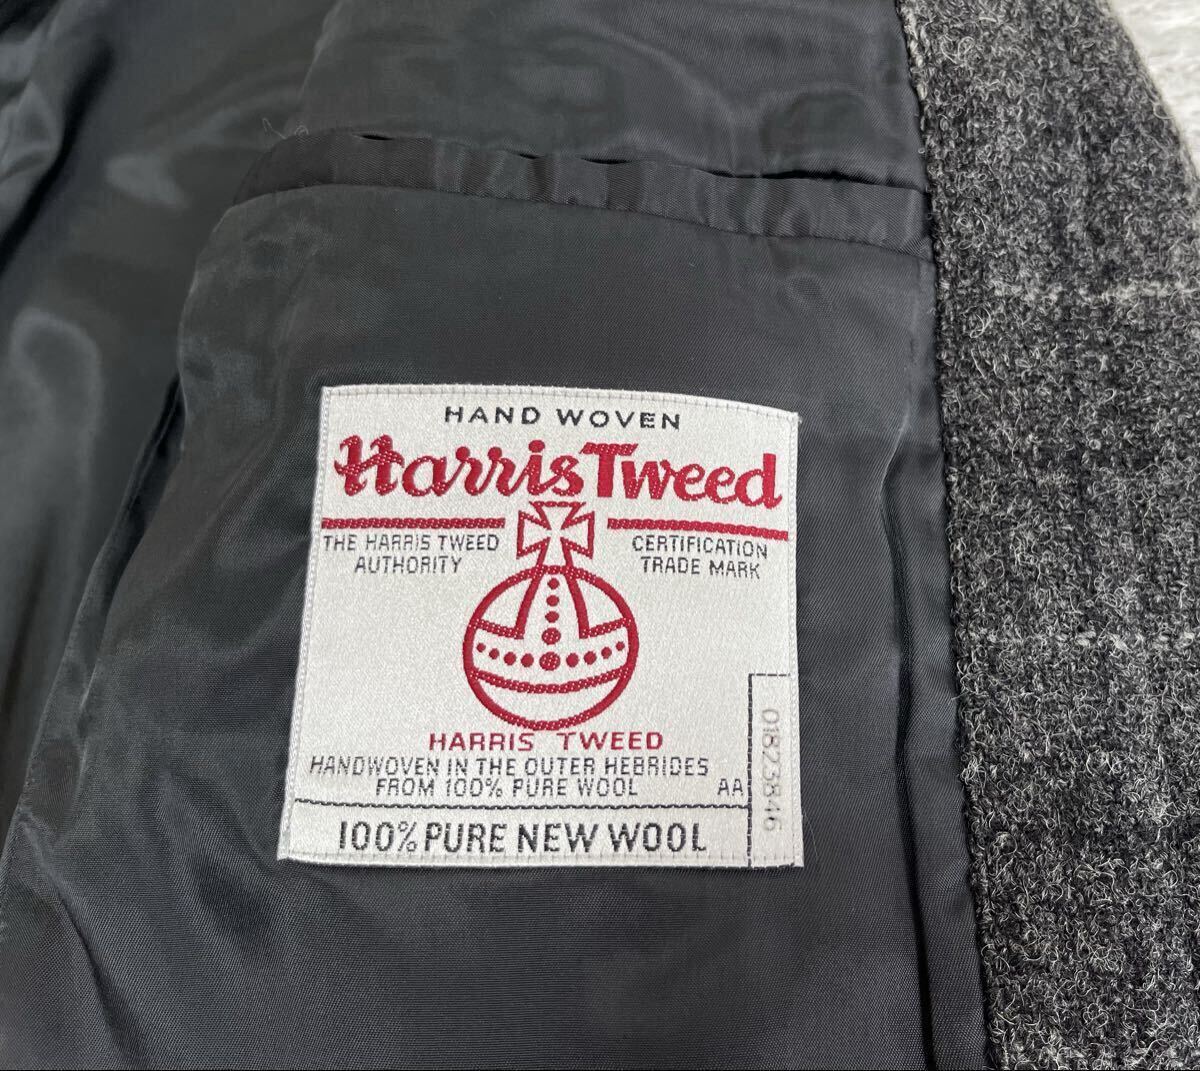 HAND WOVEN
Harris Tweed
THE HARRIS TWEED
AUTHORITY
CERTIFICATION
TRADE MARK
HARRIS TWEED
HANDWOVEN IN THE OUTER HEBRIDES
FROM 100% PURE WOOL
AA
01823846
100% PURE NEW WOOL